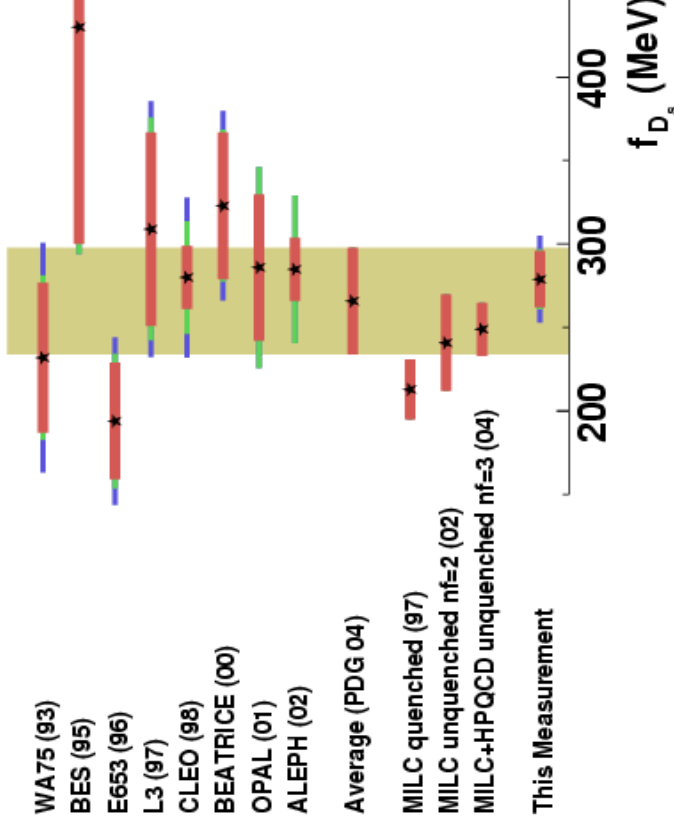 WA75 (93)
BES (95)
E653 (96)
L3 (97)
CLEO (98)
BEATRICE (00)
OPAL (01)
ALEPH (02)
Average (PDG 04)
MILC quenched (97)
MILC unquenched nf=2 (02)
MILC+HPQCD unquenched nf=3 (04)
This Measurement
200
300
400
f_Ds (MeV)